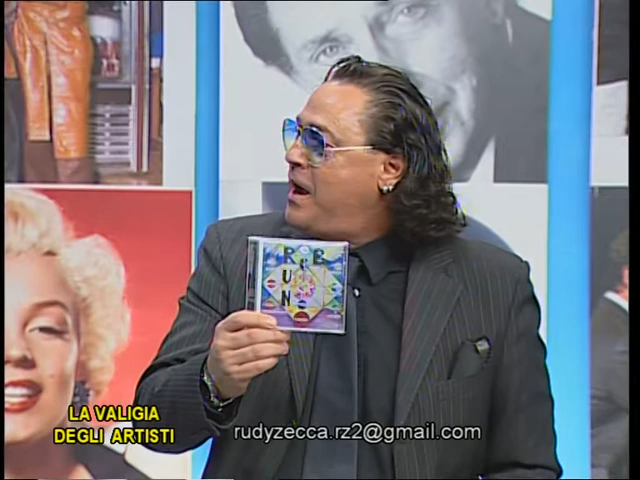 R E B
U
N
LA VALIGIA
DEGLI ARTISTI
rudyzecca.rz2@gmail.com